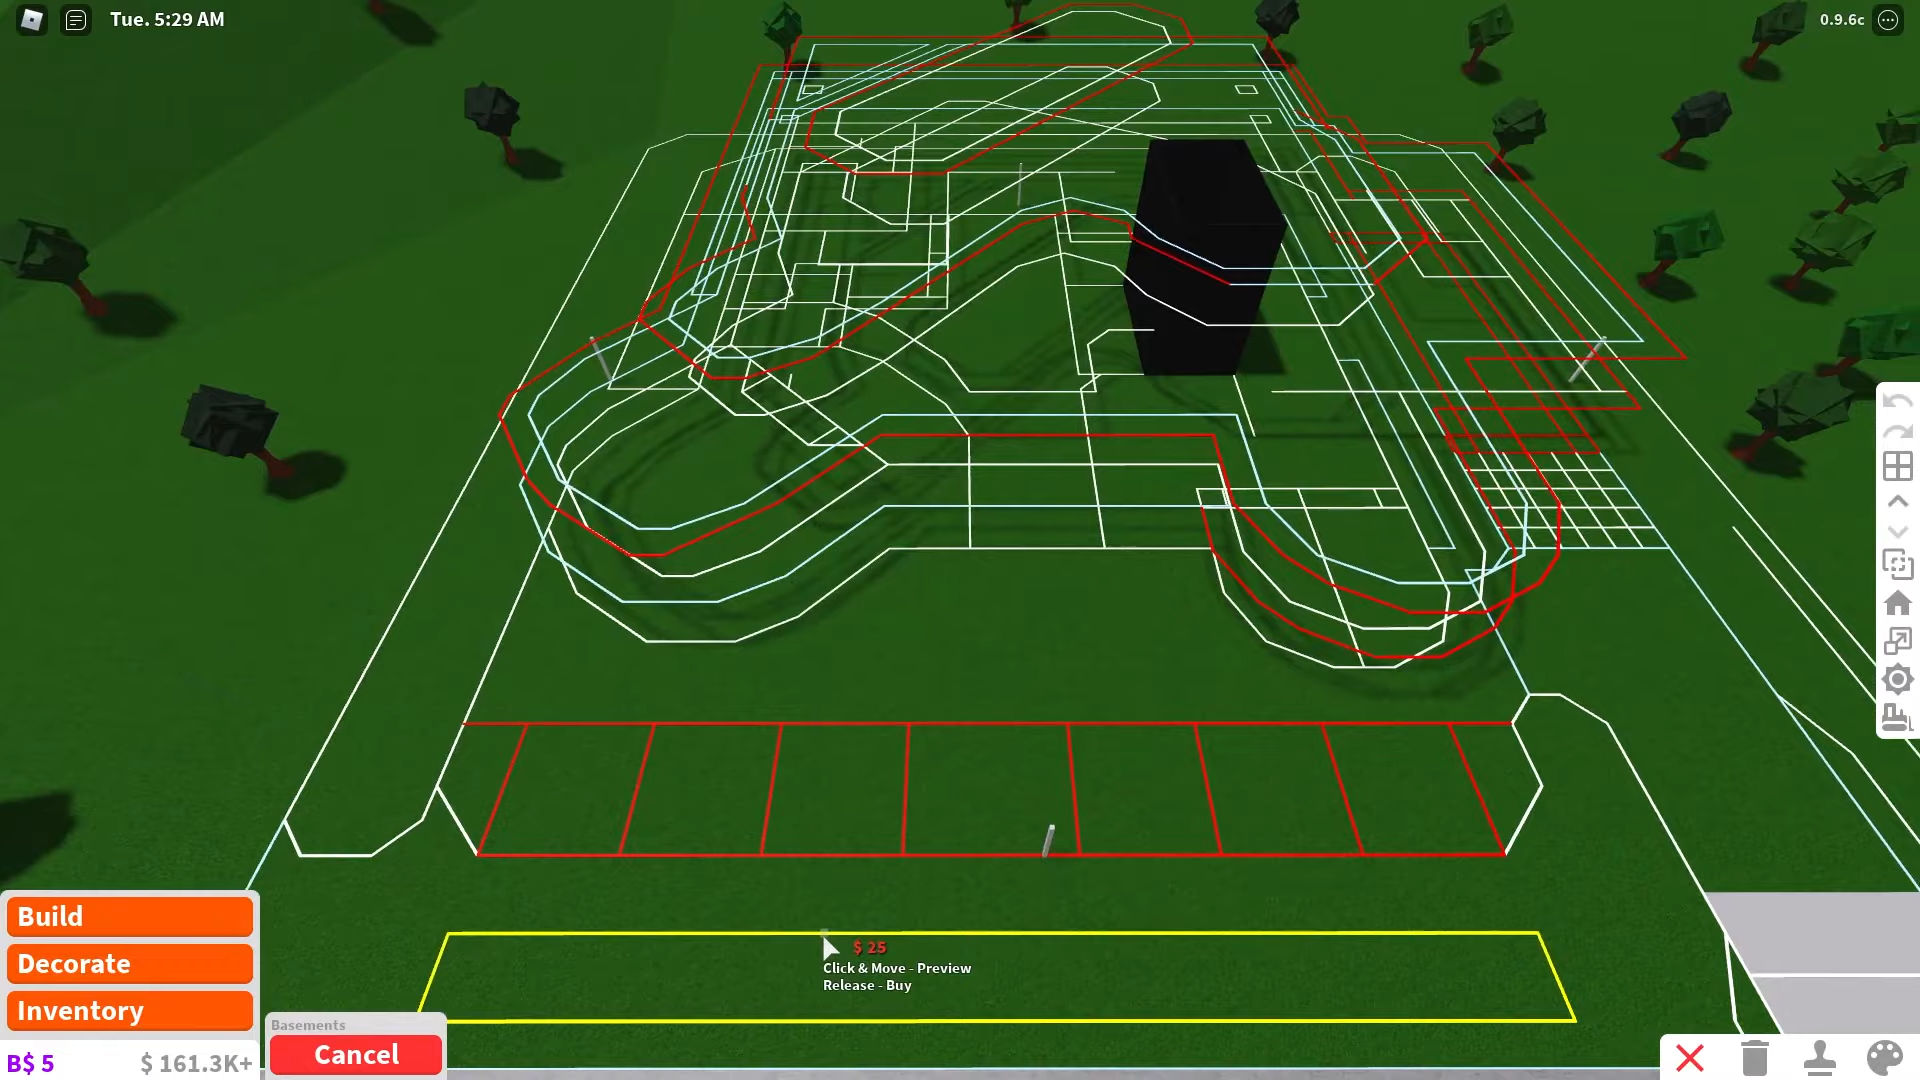 Tue. 5:29 AM
0.9.6c
$ 25
Click & Move - Preview
Release - Buy
Build
Decorate
Inventory
Basements
Cancel
B$ 5
$ 161.3K+